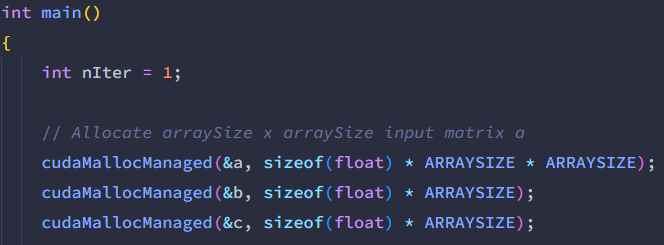 int main()
{
int nIter = 1;
// Allocate arraySize x arraySize input matrix a
cudaMallocManaged(&a, sizeof(float) * ARRAYSIZE * ARRAYSIZE);
cudaMallocManaged(&b, sizeof(float) * ARRAYSIZE);
cudaMallocManaged(&c, sizeof(float) * ARRAYSIZE);